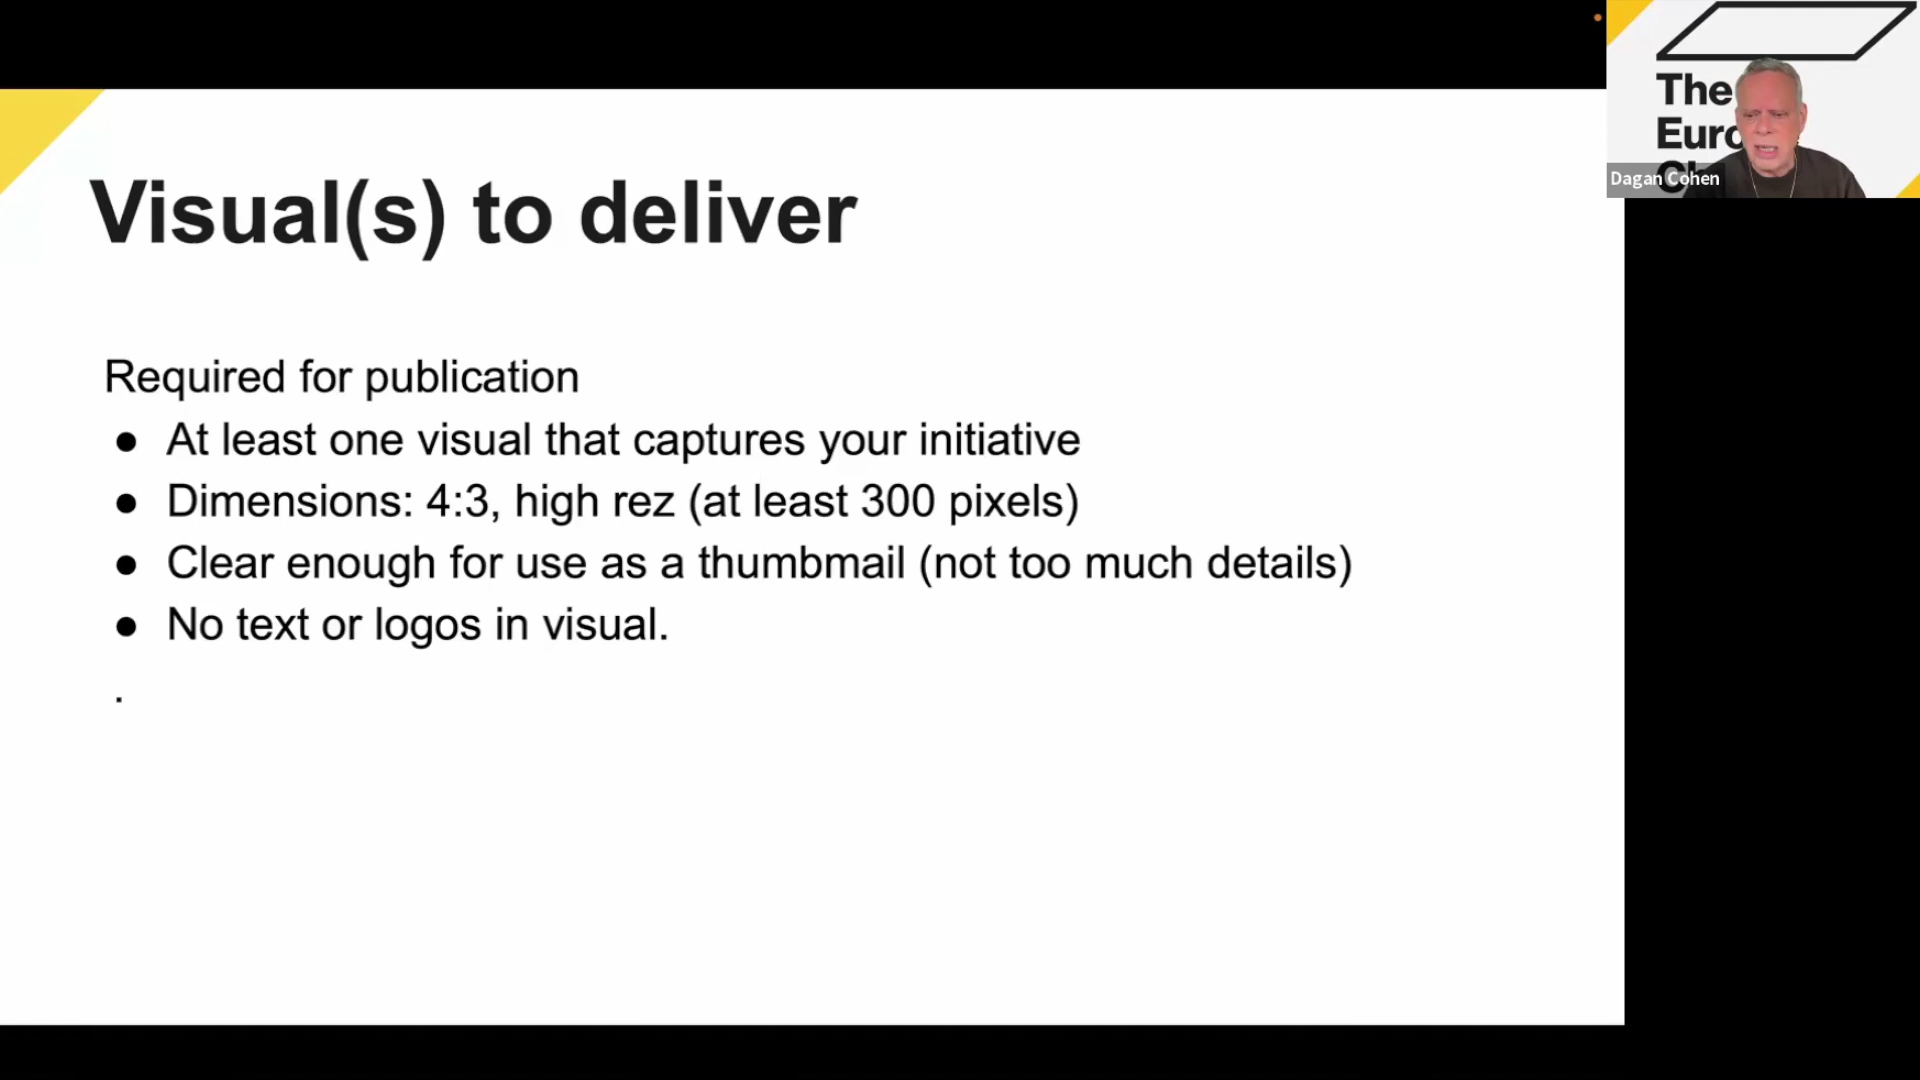 Visual(s) to deliver
Required for publication
● At least one visual that captures your initiative
● Dimensions: 4:3, high rez (at least 300 pixels)
● Clear enough for use as a thumbmail (not too much details)
● No text or logos in visual.
.
The
Euro
Dagan Cohen